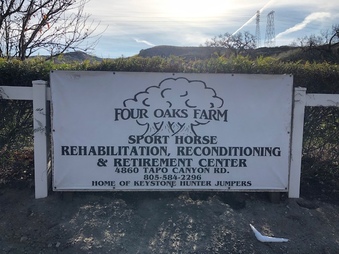 FOUR OAKS FARM
SPORT HORSE
REHABILITATION, RECONDITIONING
& RETIREMENT CENTER
4860 TAPO CANYON RD.
805-584-2296
HOME OF KEYSTONE HUNTER JUMPERS